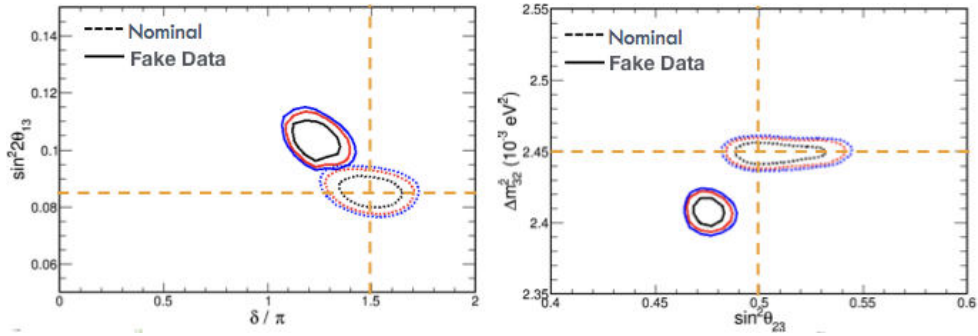 Nominal
Fake Data
sin²2θ₁₃
0.14
0.12
0.1
0.08
0.06
0
0.5
1
1.5
2
δ / π
Nominal
Fake Data
Δm²₃₂ (10⁻³ eV²)
2.55
2.5
2.45
2.4
2.35
0.4
0.45
0.5
0.55
0.6
sin²θ₂₃